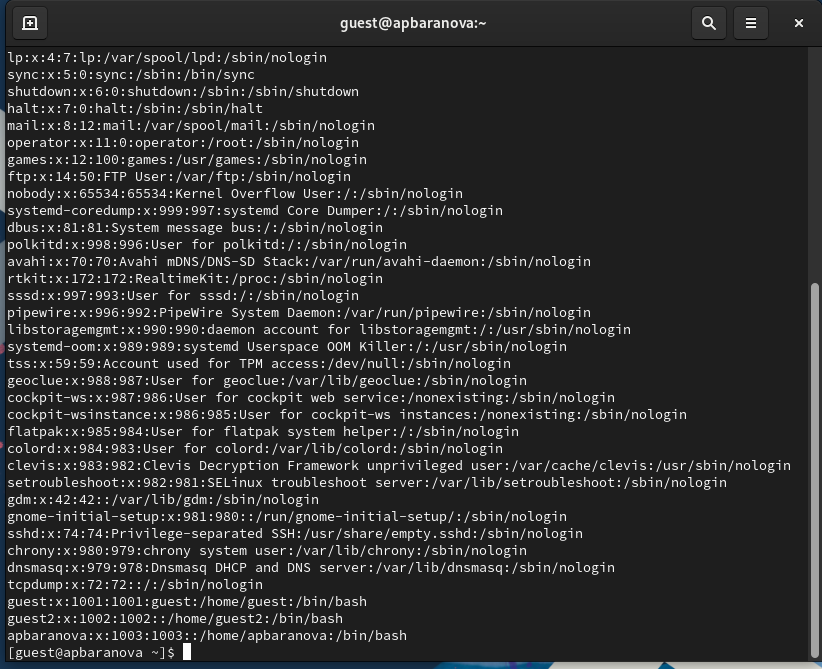 guest@apbaranova:~
lp:x:4:7:lp:/var/spool/lpd:/sbin/nologin
sync:x:5:0:sync:/sbin:/bin/sync
shutdown:x:6:0:shutdown:/sbin:/sbin/shutdown
halt:x:7:0:halt:/sbin:/sbin/halt
mail:x:8:12:mail:/var/spool/mail:/sbin/nologin
operator:x:11:0:operator:/root:/sbin/nologin
games:x:12:100:games:/usr/games:/sbin/nologin
ftp:x:14:50:FTP User:/var/ftp:/sbin/nologin
nobody:x:65534:65534:Kernel Overflow User:/:/sbin/nologin
systemd-coredump:x:999:997:systemd Core Dumper:/:/sbin/nologin
dbus:x:81:81:System message bus:/:/sbin/nologin
polkitd:x:998:996:User for polkitd:/:/sbin/nologin
avahi:x:70:70:Avahi mDNS/DNS-SD Stack:/var/run/avahi-daemon:/sbin/nologin
rtkit:x:172:172:RealtimeKit:/proc:/sbin/nologin
sssd:x:997:993:User for sssd:/:/sbin/nologin
pipewire:x:996:992:PipeWire System Daemon:/var/run/pipewire:/sbin/nologin
libstoragemgmt:x:990:990:daemon account for libstoragemgmt:/:/usr/sbin/nologin
systemd-oom:x:989:989:systemd Userspace OOM Killer:/:/usr/sbin/nologin
tss:x:59:59:Account used for TPM access:/dev/null:/sbin/nologin
geoclue:x:988:987:User for geoclue:/var/lib/geoclue:/sbin/nologin
cockpit-ws:x:987:986:User for cockpit web service:/nonexisting:/sbin/nologin
cockpit-wsinstance:x:986:985:User for cockpit-ws instances:/nonexisting:/sbin/nologin
flatpak:x:985:984:User for flatpak system helper:/:/sbin/nologin
colord:x:984:983:User for colord:/var/lib/colord:/sbin/nologin
clevis:x:983:982:Clevis Decryption Framework unprivileged user:/var/cache/clevis:/usr/sbin/nologin
setroubleshoot:x:982:981:SELinux troubleshoot server:/var/lib/setroubleshoot:/sbin/nologin
gdm:x:42:42::/var/lib/gdm:/sbin/nologin
gnome-initial-setup:x:981:980::/run/gnome-initial-setup/:/sbin/nologin
sshd:x:74:74:Privilege-separated SSH:/usr/share/empty.sshd:/sbin/nologin
chrony:x:980:979:chrony system user:/var/lib/chrony:/sbin/nologin
dnsmasq:x:979:978:Dnsmasq DHCP and DNS server:/var/lib/dnsmasq:/sbin/nologin
tcpdump:x:72:72::/:/sbin/nologin
guest:x:1001:1001:guest:/home/guest:/bin/bash
guest2:x:1002:1002::/home/guest2:/bin/bash
apbaranova:x:1003:1003::/home/apbaranova:/bin/bash
[guest@apbaranova ~]$